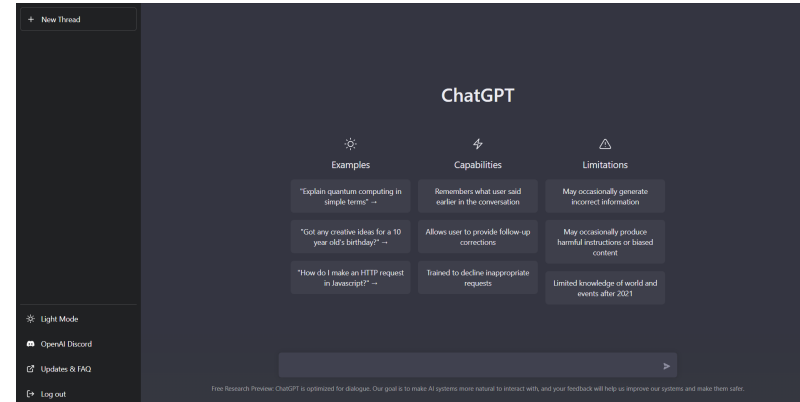 + New Thread
ChatGPT
Examples
Capabilities
Limitations
"Explain quantum computing in
simple terms" →
Remembers what user said
earlier in the conversation
May occasionally generate
incorrect information
"Got any creative ideas for a 10
year old's birthday?" →
Allows user to provide follow-up
corrections
May occasionally produce
harmful instructions or biased
content
"How do I make an HTTP request
in Javascript?" →
Trained to decline inappropriate
requests
Limited knowledge of world and
events after 2021
Light Mode
OpenAI Discord
Updates & FAQ
Log out
Free Research Preview: ChatGPT is optimized for dialogue. Our goal is to make AI systems more natural to interact with, and your feedback will help us improve our systems and make them safer.